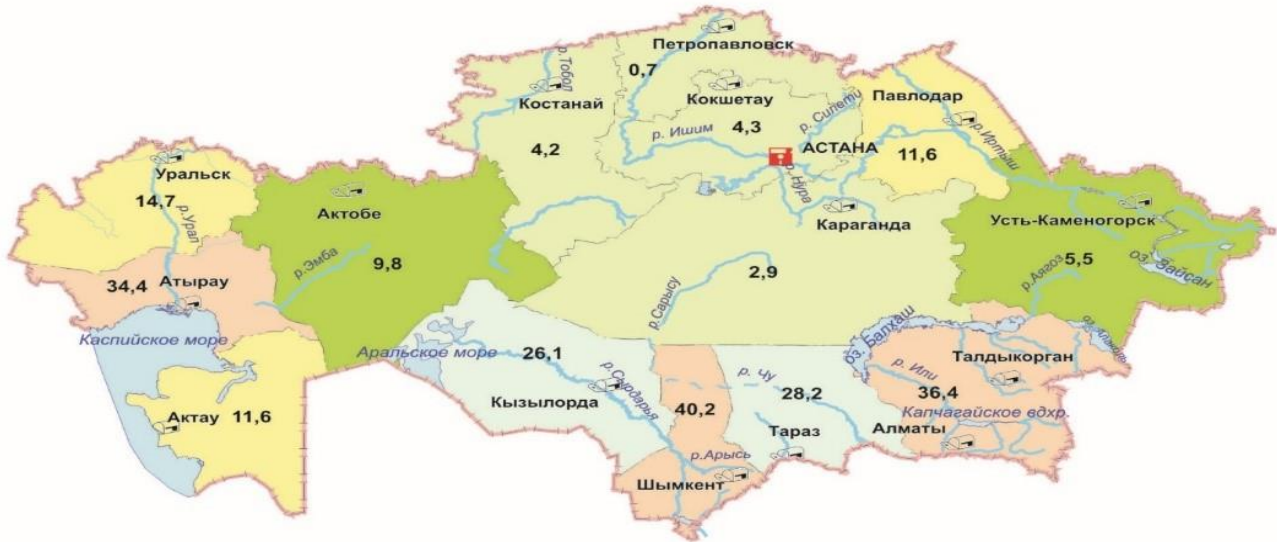 Петропавловск
р.Тобол
0,7
Костанай
Кокшетау
р. Силети
Павлодар
р. Ишим
4,3
р.Иртыш
АСТАНА
4,2
11,6
р. Нура
Уральск
14,7
р.Урал
Актобе
Караганда
Усть-Каменогорск
р.Эмба
9,8
2,9
5,5
оз. Зайсан
р.Аягоз
34,4
Атырау
р.Сарысу
Каспийское море
Аральское море
26,1
оз. Балхаш
оз. Алаколь
Талдыкорган
р. Или
р. Чу
28,2
36,4
р.Сырдарья
Кызылорда
40,2
Капчагайское вдхр.
Актау
11,6
Тараз
Алматы
р.Арысь
Шымкент